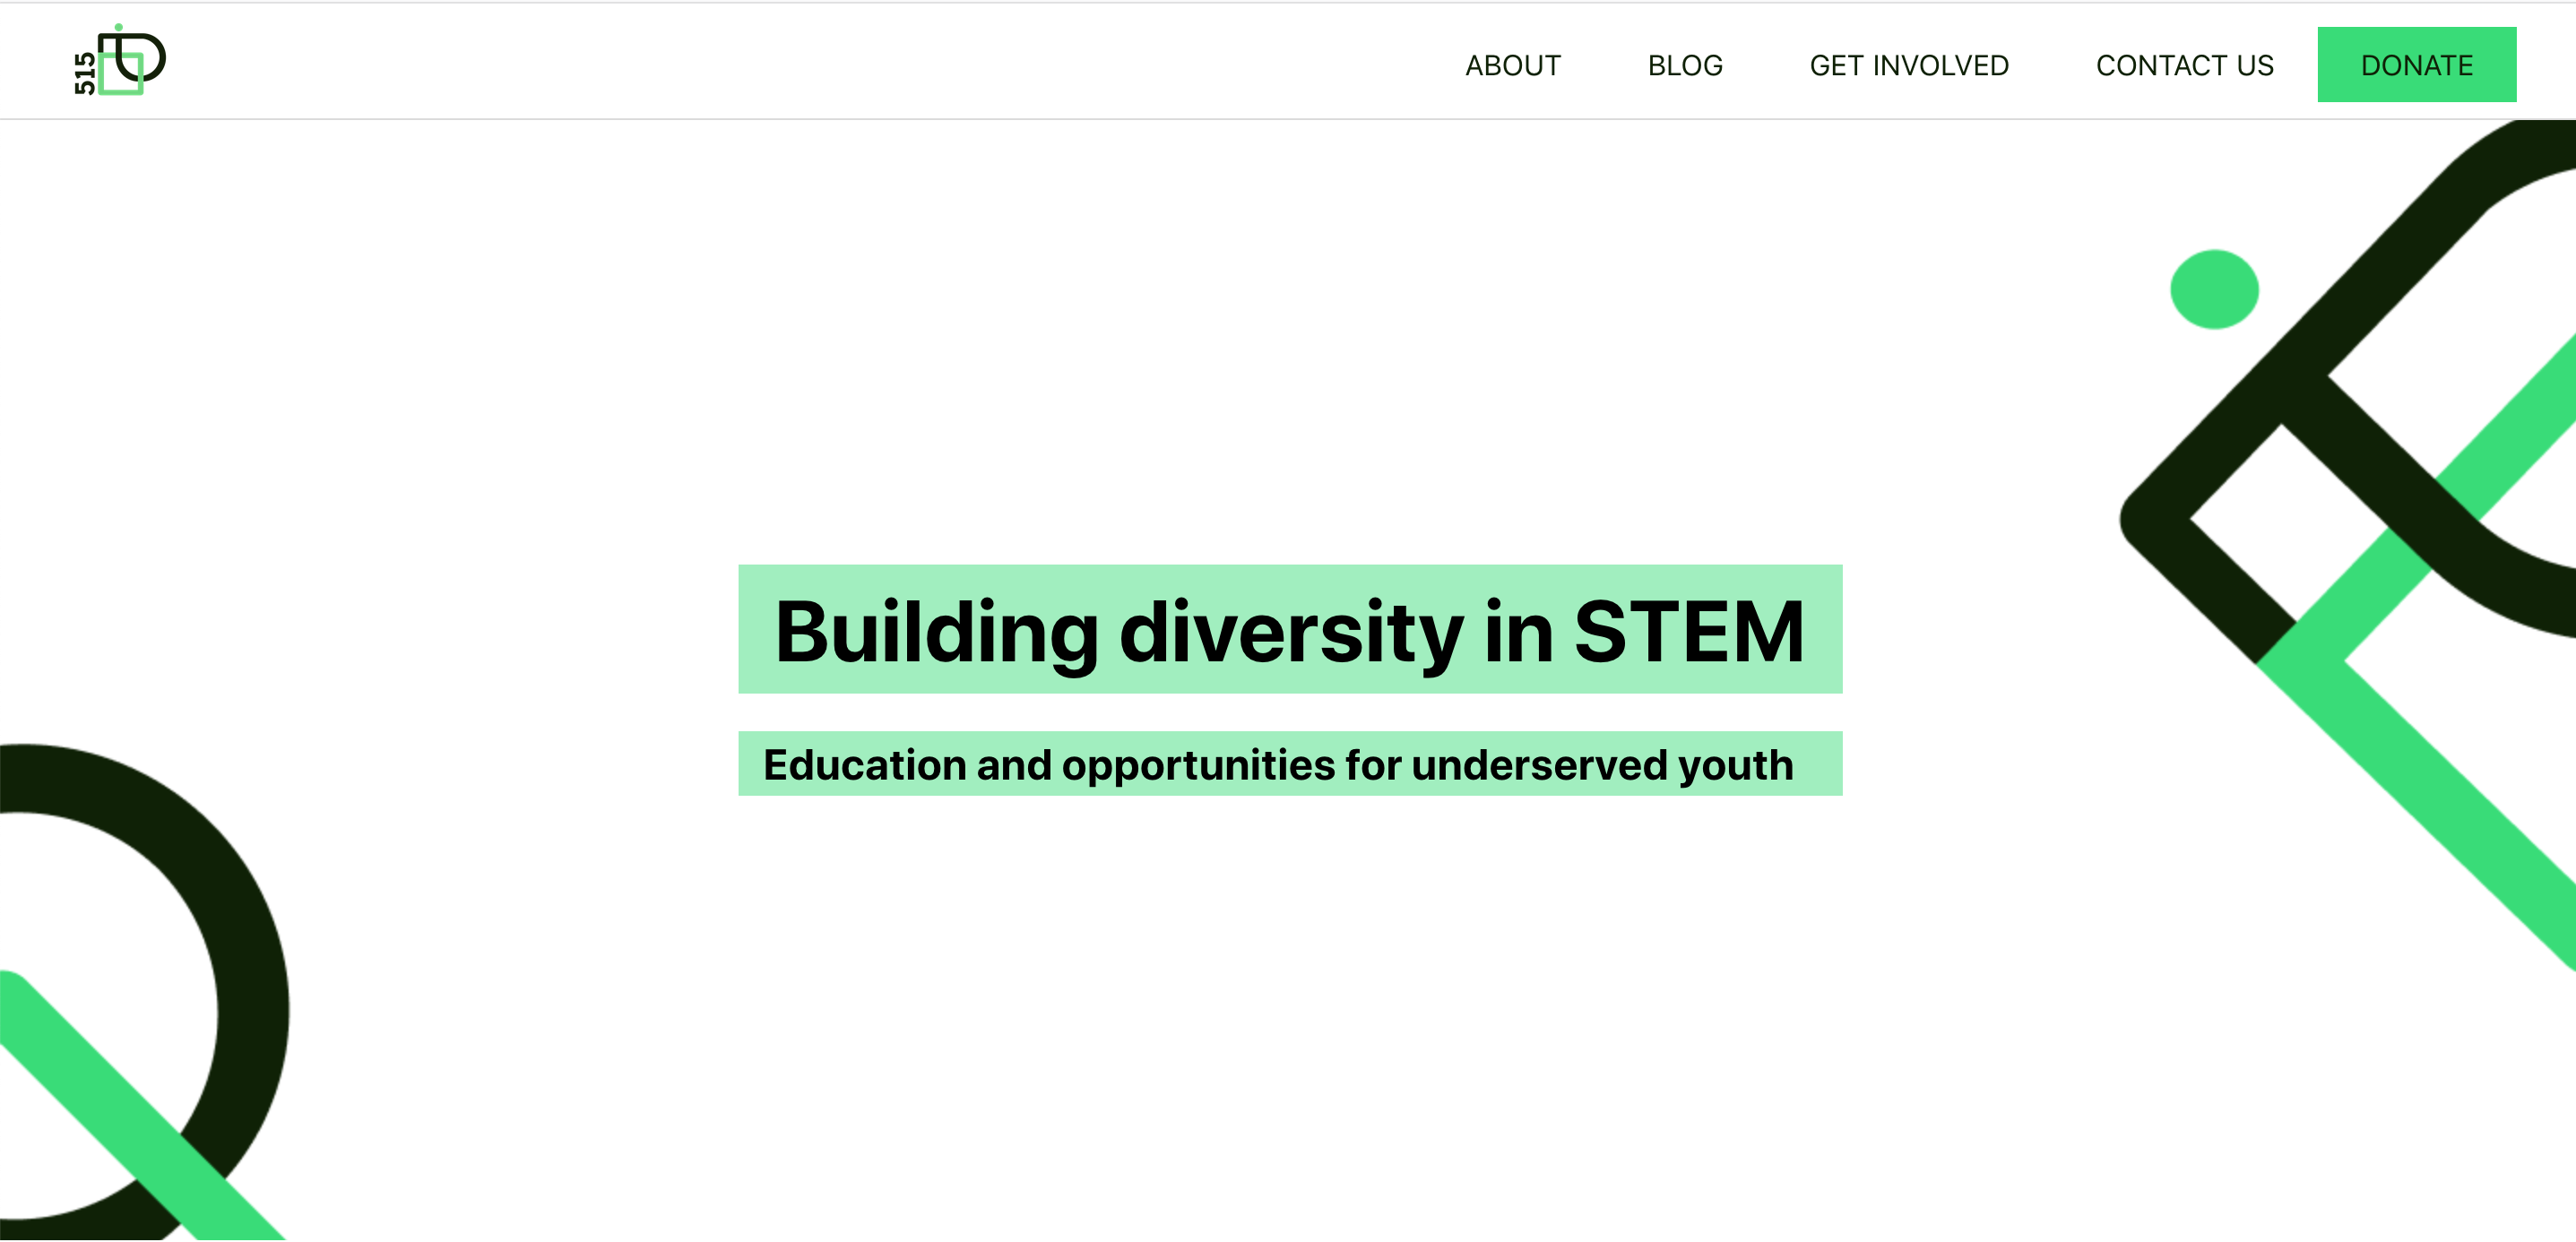 515
ABOUT
BLOG
GET INVOLVED
CONTACT US
DONATE
Building diversity in STEM
Education and opportunities for underserved youth